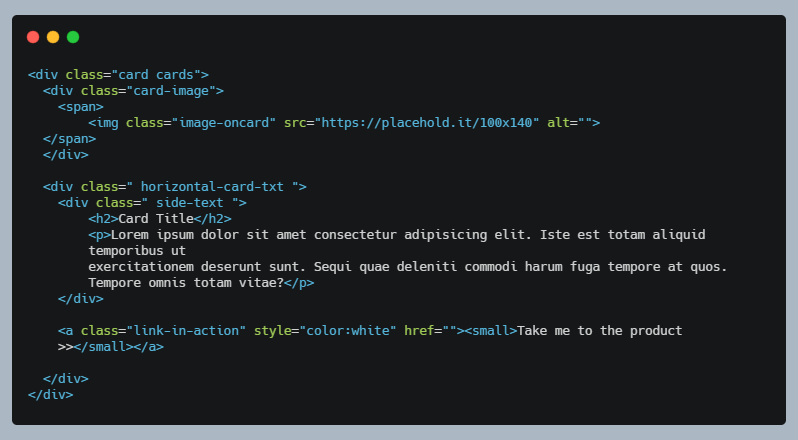 <div class="card cards">
<div class="card-image">
<span>
<img class="image-oncard" src="https://placehold.it/100x140" alt="">
</span>
</div>
<div class=" horizontal-card-txt ">
<div class=" side-text ">
<h2>Card Title</h2>
<p>Lorem ipsum dolor sit amet consectetur adipisicing elit. Iste est totam aliquid
temporibus ut
exercitationem deserunt sunt. Sequi quae deleniti commodi harum fuga tempore at quos.
Tempore omnis totam vitae?</p>
</div>
<a class="link-in-action" style="color:white" href=""><small>Take me to the product
>></small></a>
</div>
</div>